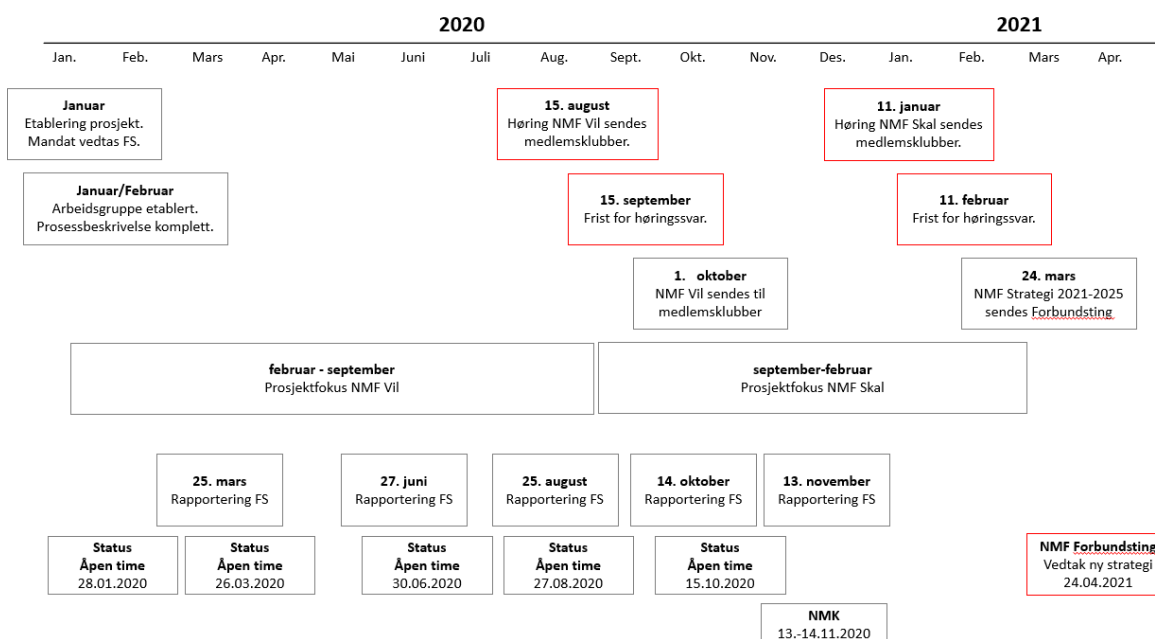 2020
2021
Jan. Feb. Mars Apr. Mai Juni Juli Aug. Sept. Okt. Nov. Des. Jan. Feb. Mars Apr.
Januar
Etablering prosjekt.
Mandat vedtas FS.
15. august
Høring NMF Vil sendes
medlemsklubber.
11. januar
Høring NMF Skal sendes
medlemsklubber.
Januar/Februar
Arbeidsgruppe etablert.
Prosessbeskrivelse komplett.
15. september
Frist for høringssvar.
11. februar
Frist for høringssvar.
1. oktober
NMF Vil sendes til
medlemsklubber
24. mars
NMF Strategi 2021-2025
sendes Forbundsting
februar - september
Prosjektfokus NMF Vil
september-februar
Prosjektfokus NMF Skal
25. mars
Rapportering FS
27. juni
Rapportering FS
25. august
Rapportering FS
14. oktober
Rapportering FS
13. november
Rapportering FS
Status
Åpen time
28.01.2020
Status
Åpen time
26.03.2020
Status
Åpen time
30.06.2020
Status
Åpen time
27.08.2020
Status
Åpen time
15.10.2020
NMF Forbundsting
Vedtak ny strategi
24.04.2021
NMK
13.-14.11.2020